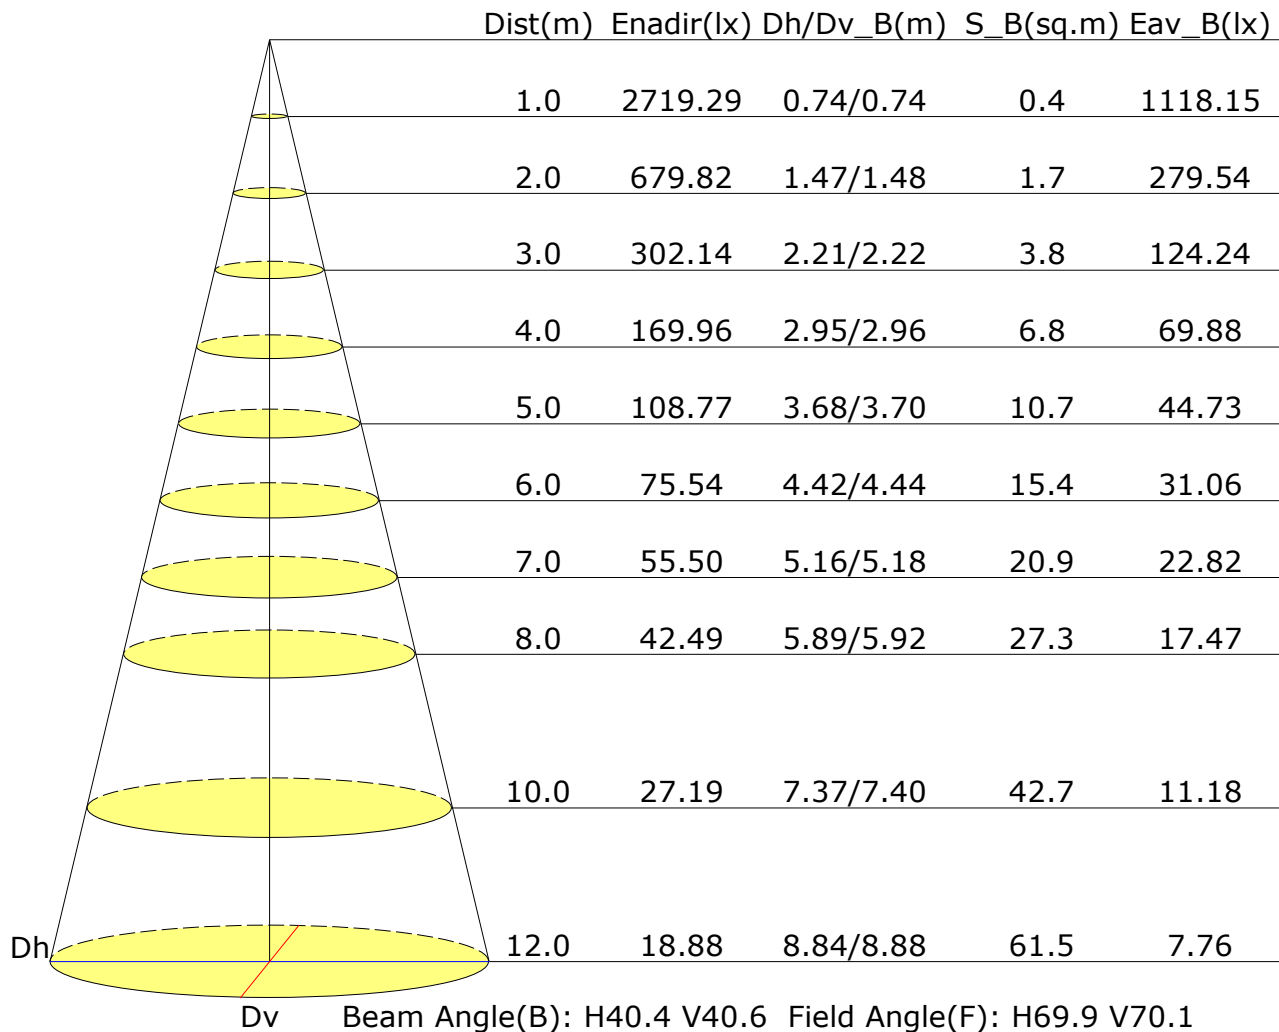 Dist(m) Enadir(lx) Dh/Dv_B(m) S_B(sq.m) Eav_B(lx)
1.0 2719.29 0.74/0.74 0.4 1118.15
2.0 679.82 1.47/1.48 1.7 279.54
3.0 302.14 2.21/2.22 3.8 124.24
4.0 169.96 2.95/2.96 6.8 69.88
5.0 108.77 3.68/3.70 10.7 44.73
6.0 75.54 4.42/4.44 15.4 31.06
7.0 55.50 5.16/5.18 20.9 22.82
8.0 42.49 5.89/5.92 27.3 17.47
10.0 27.19 7.37/7.40 42.7 11.18
Dh 12.0 18.88 8.84/8.88 61.5 7.76
Dv Beam Angle(B): H40.4 V40.6 Field Angle(F): H69.9 V70.1